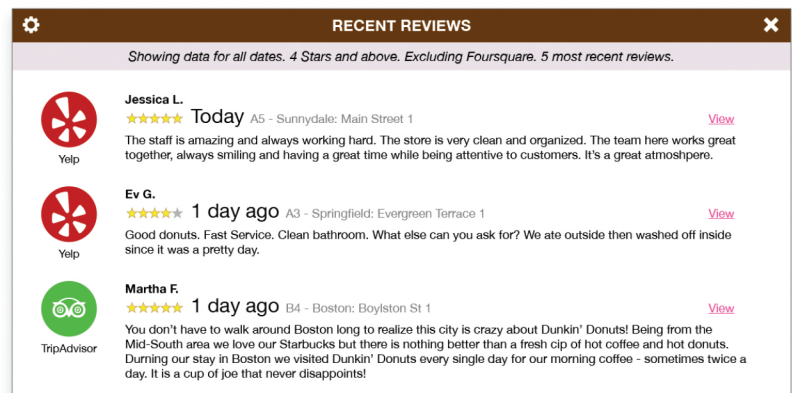 RECENT REVIEWS
Showing data for all dates. 4 Stars and above. Excluding Foursquare. 5 most recent reviews.
Jessica L.
Today A5 - Sunnydale: Main Street 1 View
The staff is amazing and always working hard. The store is very clean and organized. The team here works great
together, always smiling and having a great time while being attentive to customers. It's a great atmoshpere.
Yelp
Ev G.
1 day ago A3 - Springfield: Evergreen Terrace 1 View
Good donuts. Fast Service. Clean bathroom. What else can you ask for? We ate outside then washed off inside
since it was a pretty day.
Yelp
Martha F.
1 day ago B4 - Boston: Boylston St 1 View
You don't have to walk around Boston long to realize this city is crazy about Dunkin' Donuts! Being from the
Mid-South area we love our Starbucks but there is nothing better than a fresh cip of hot coffee and hot donuts.
Durning our stay in Boston we visited Dunkin' Donuts every single day for our morning coffee - sometimes twice a
day. It is a cup of joe that never disappoints!
TripAdvisor